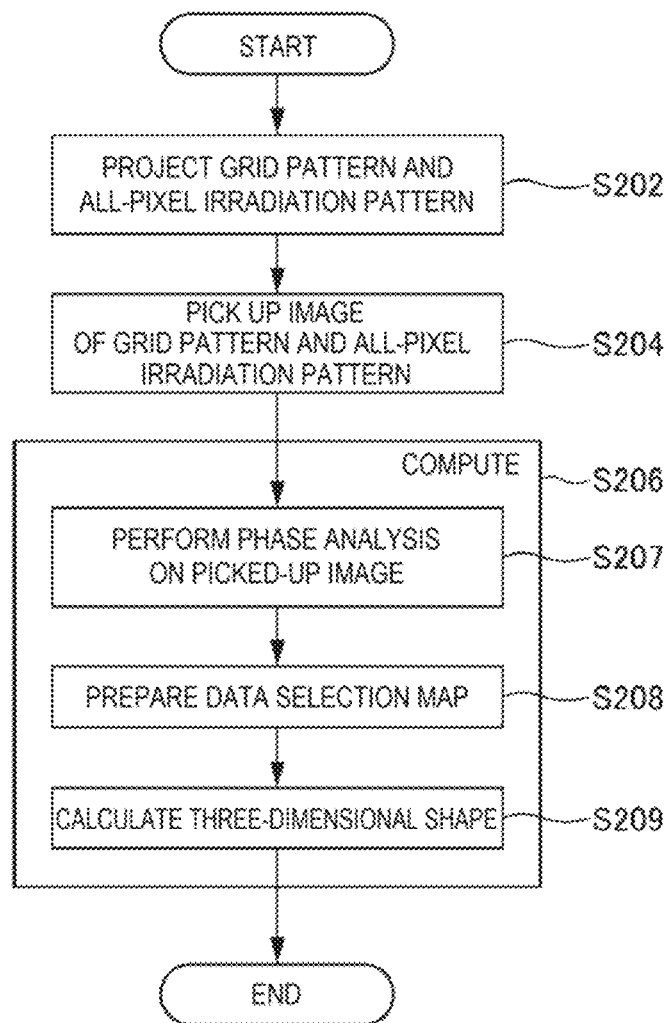 START
PROJECT GRID PATTERN AND
ALL-PIXEL IRRADIATION PATTERN
S202
PICK UP IMAGE
OF GRID PATTERN AND ALL-PIXEL
IRRADIATION PATTERN
S204
COMPUTE
S206
PERFORM PHASE ANALYSIS
ON PICKED-UP IMAGE
S207
PREPARE DATA SELECTION MAP
S208
CALCULATE THREE-DIMENSIONAL SHAPE
S209
END